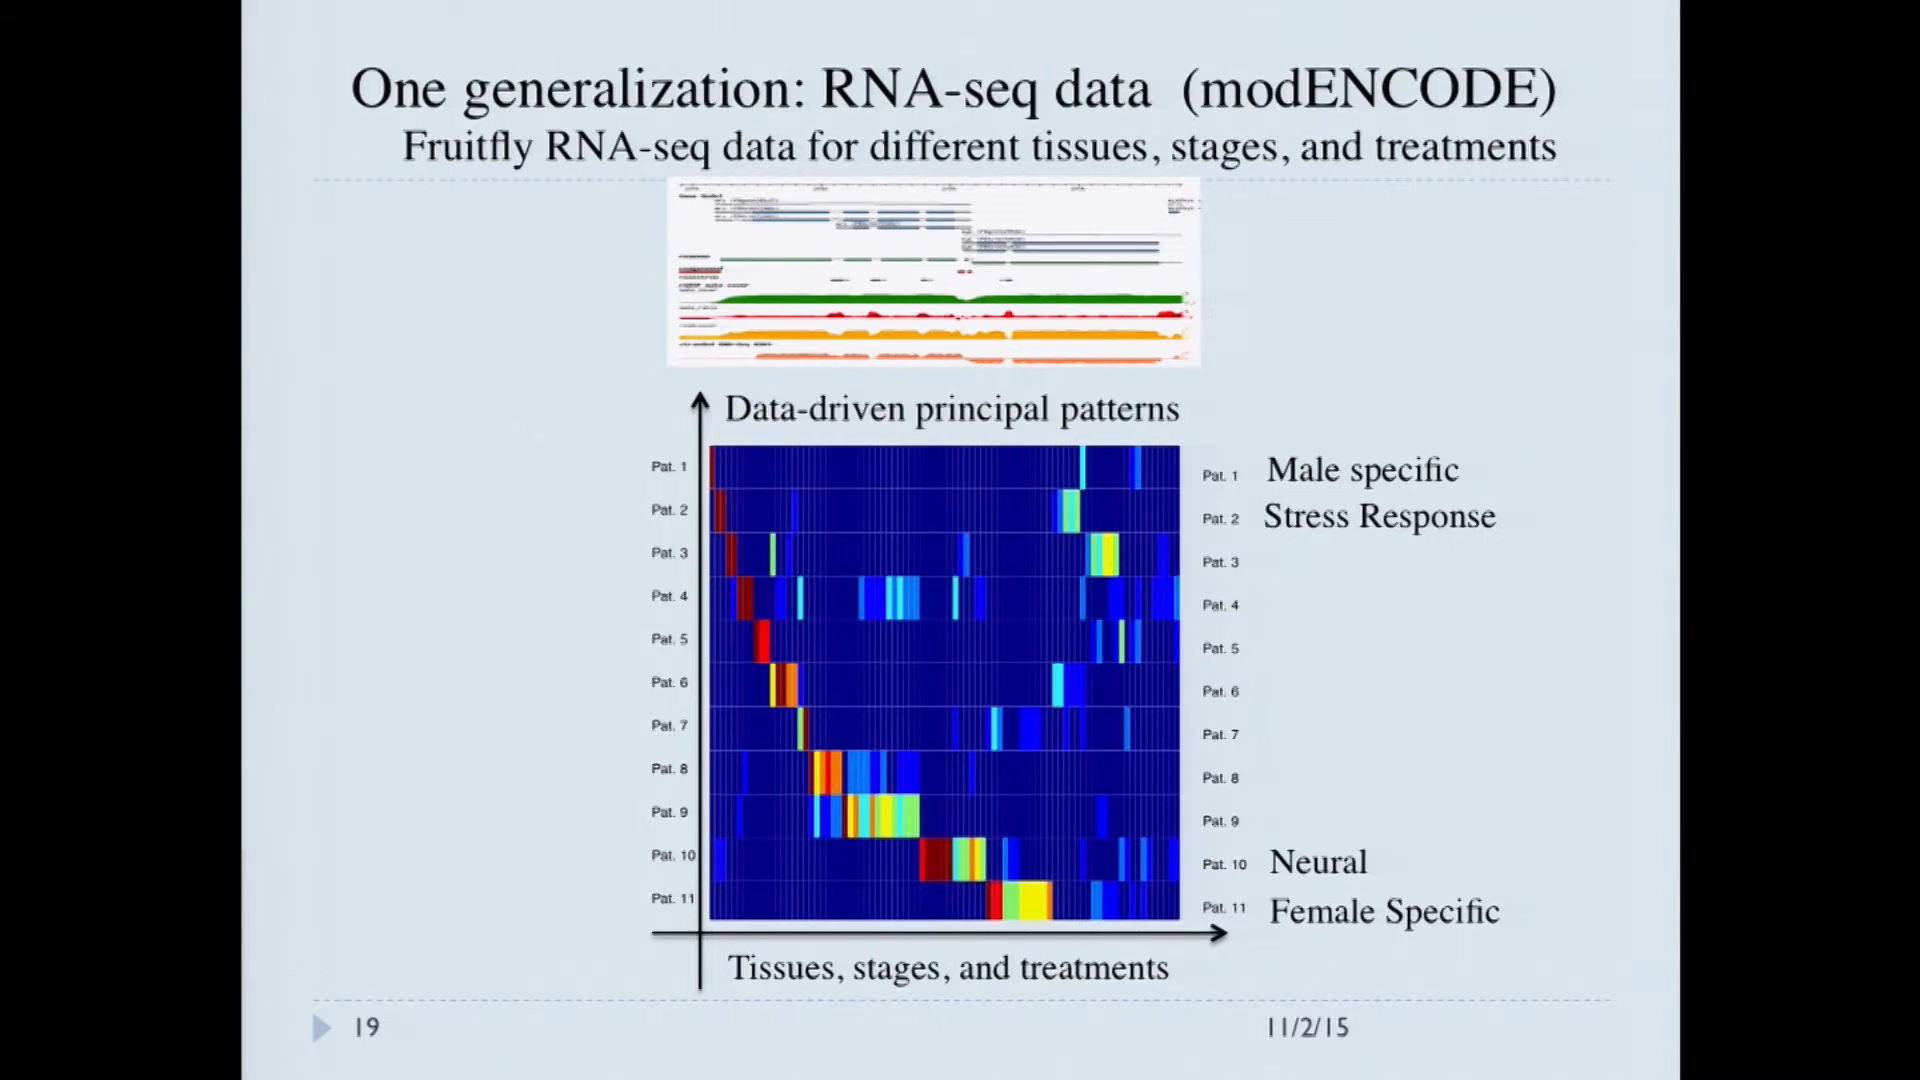 One generalization: RNA-seq data (modENCODE)
Fruitfly RNA-seq data for different tissues, stages, and treatments
Data-driven principal patterns
Pat. 1
Pat. 2
Pat. 3
Pat. 4
Pat. 5
Pat. 6
Pat. 7
Pat. 8
Pat. 9
Pat. 10
Pat. 11
Pat. 1 Male specific
Pat. 2 Stress Response
Pat. 3
Pat. 4
Pat. 5
Pat. 6
Pat. 7
Pat. 8
Pat. 9
Pat. 10 Neural
Pat. 11 Female Specific
Tissues, stages, and treatments
19
11/2/15